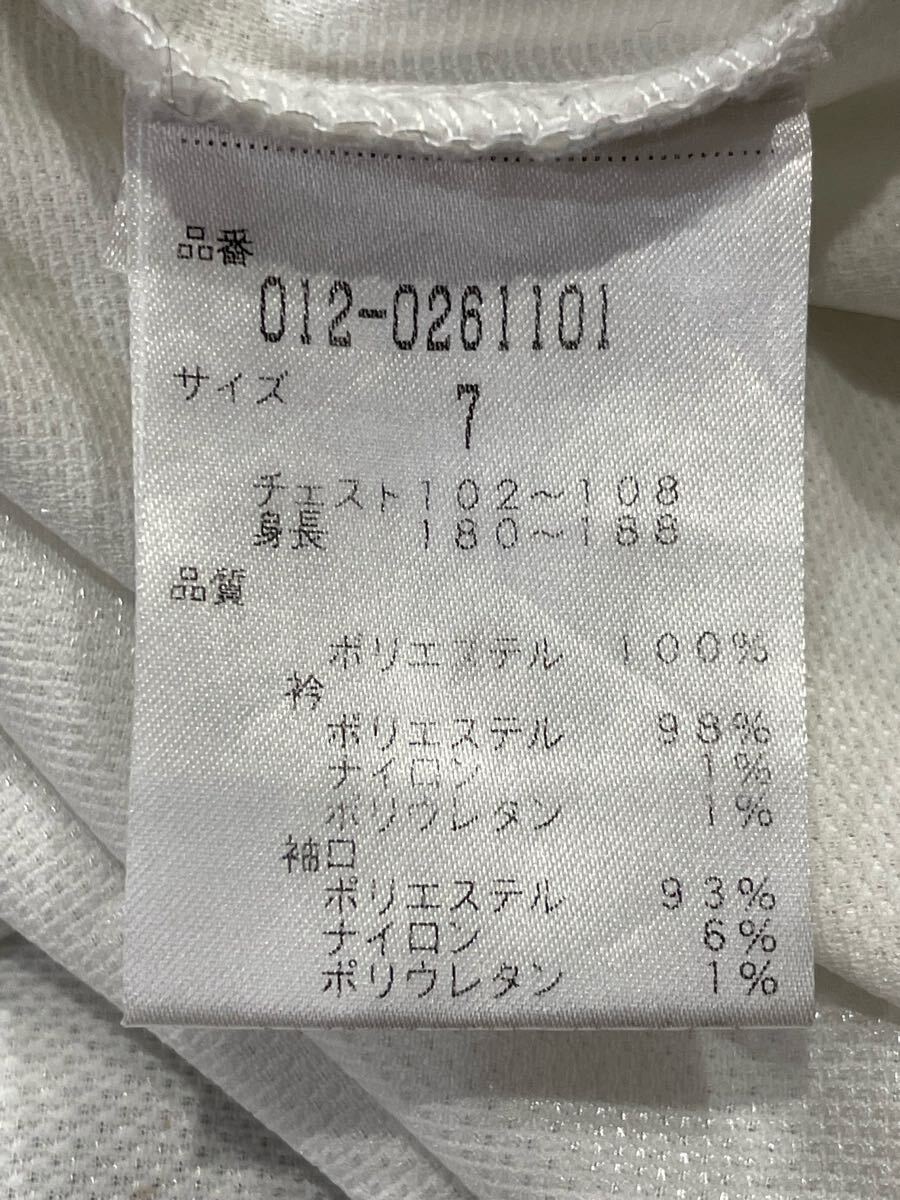 品番
012-0261101
サイズ 7
チェスト 102～108
身長 180～188
品質
ポリエステル 100%
衿
ポリエステル 98%
ナイロン 1%
ポリウレタン 1%
袖口
ポリエステル 93%
ナイロン 6%
ポリウレタン 1%